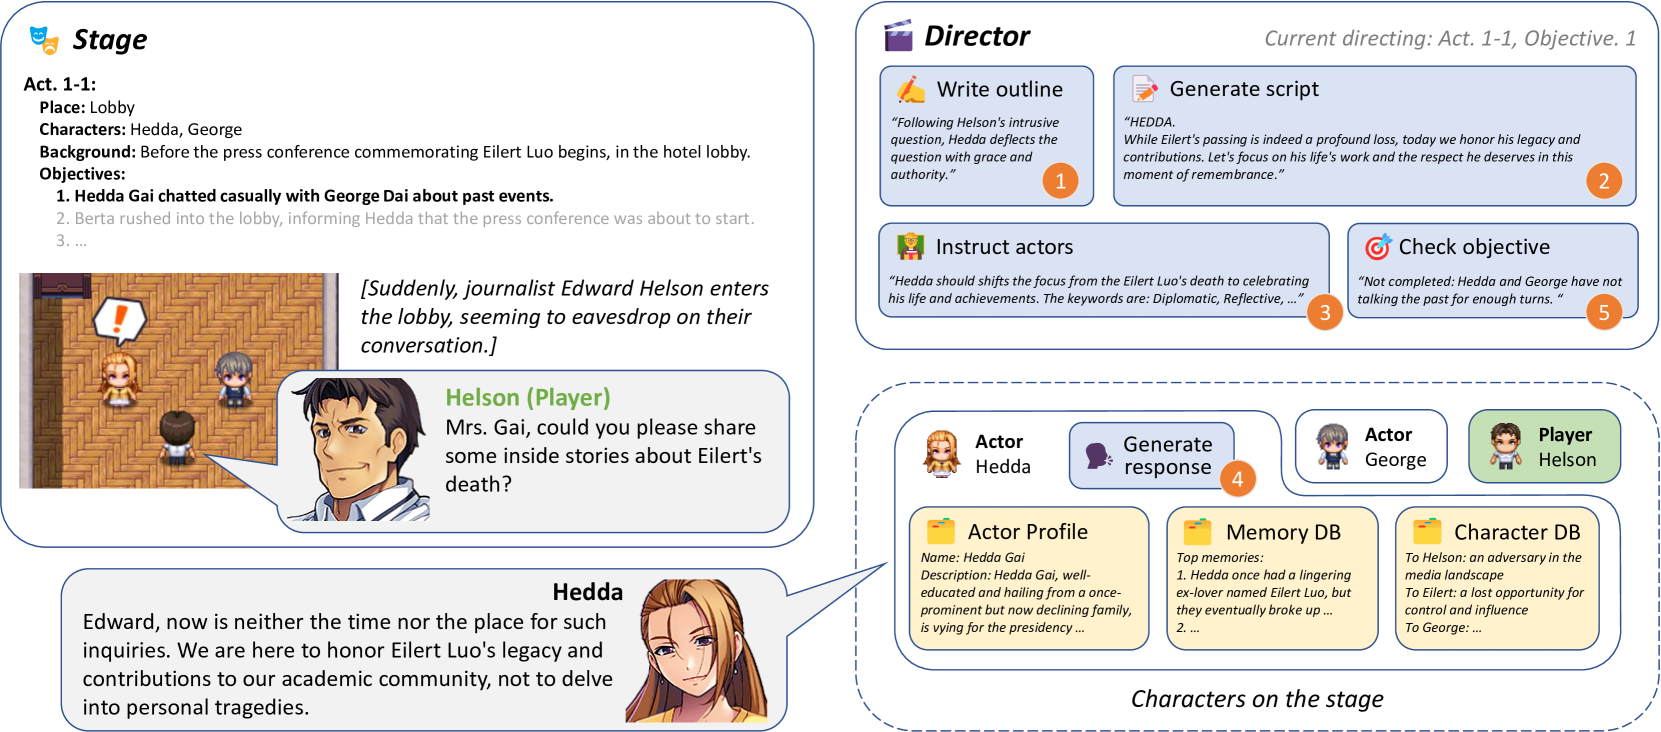 Stage
Act. 1-1:
Place: Lobby
Characters: Hedda, George
Background: Before the press conference commemorating Eilert Luo begins, in the hotel lobby.
Objectives:
1. Hedda Gai chatted casually with George Dai about past events.
2. Berta rushed into the lobby, informing Hedda that the press conference was about to start.
3. ...
[Suddenly, journalist Edward Helson enters
the lobby, seeming to eavesdrop on their
conversation.]
!
Helson (Player)
Mrs. Gai, could you please share
some inside stories about Eilert's
death?
Hedda
Edward, now is neither the time nor the place for such
inquiries. We are here to honor Eilert Luo's legacy and
contributions to our academic community, not to delve
into personal tragedies.
Director
Current directing: Act. 1-1, Objective. 1
Write outline
“Following Helson's intrusive
question, Hedda deflects the
question with grace and
authority.”
1
Generate script
“HEDDA.
While Eilert's passing is indeed a profound loss, today we honor his legacy and
contributions. Let's focus on his life's work and the respect he deserves in this
moment of remembrance.”
2
Instruct actors
“Hedda should shifts the focus from the Eilert Luo's death to celebrating
his life and achievements. The keywords are: Diplomatic, Reflective, ...”
3
Check objective
“Not completed: Hedda and George have not
talking the past for enough turns. “
5
Actor
Hedda
Generate
response
4
Actor
George
Player
Helson
Actor Profile
Name: Hedda Gai
Description: Hedda Gai, well-
educated and hailing from a once-
prominent but now declining family,
is vying for the presidency ...
Memory DB
Top memories:
1. Hedda once had a lingering
ex-lover named Eilert Luo, but
they eventually broke up ...
2. ...
Character DB
To Helson: an adversary in the
media landscape
To Eilert: a lost opportunity for
control and influence
To George: ...
Characters on the stage